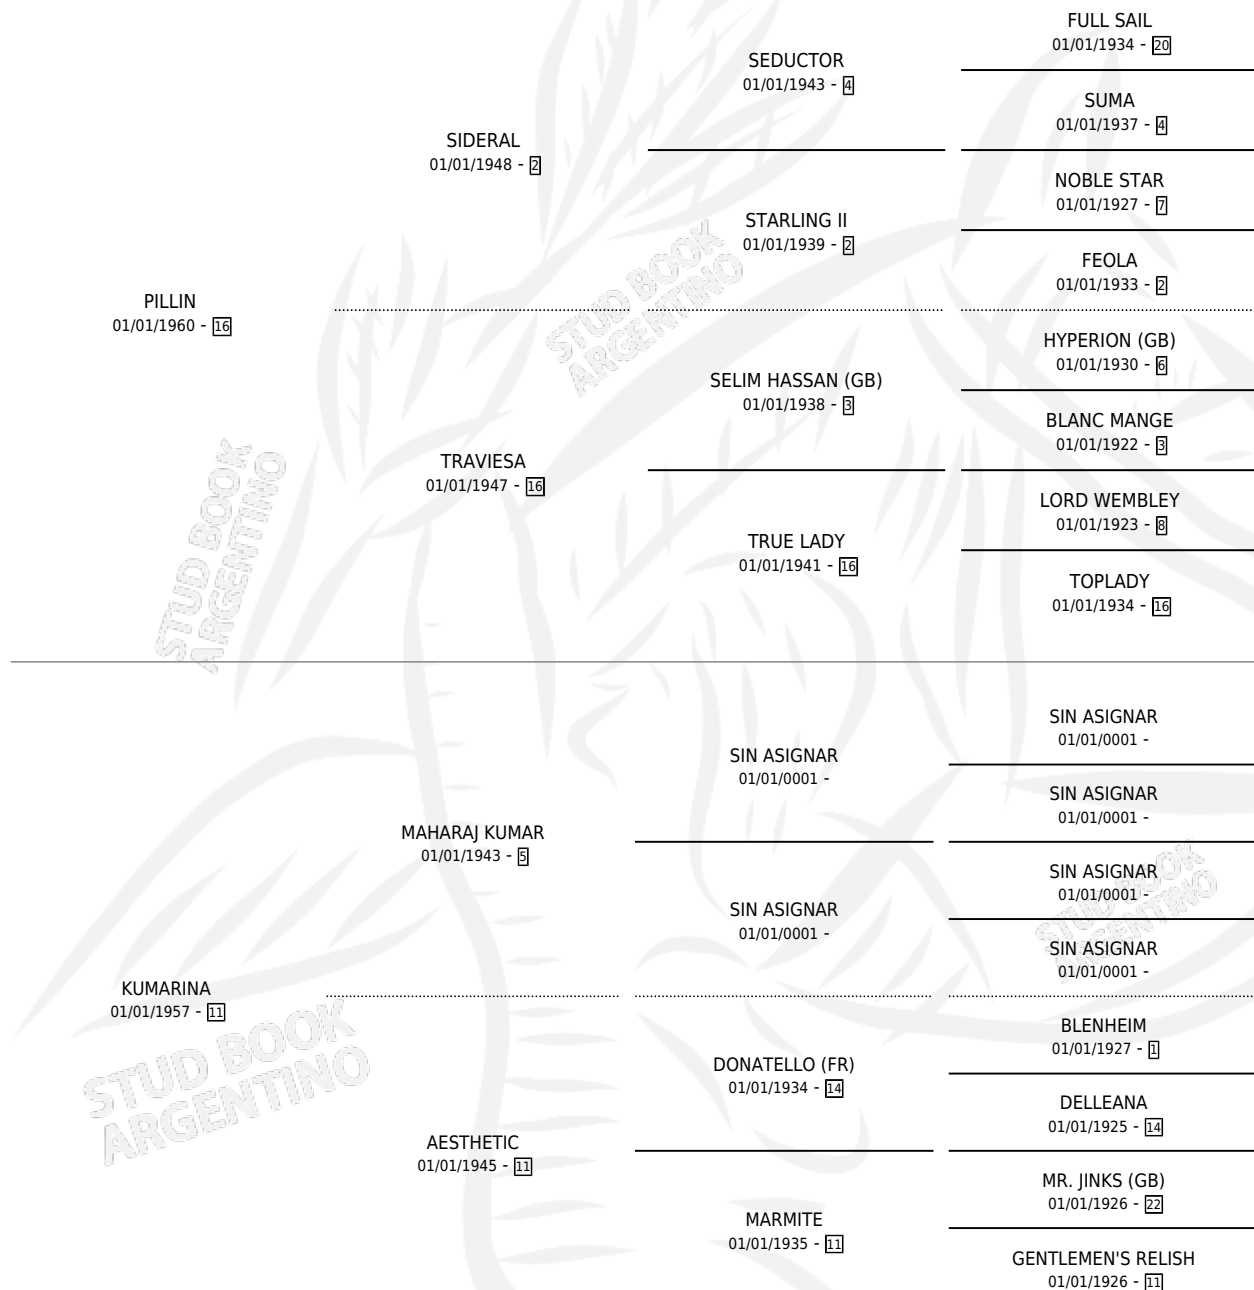 FULL SAIL
01/01/1934 - 20
SEDUCTOR
01/01/1943 - 4
SUMA
01/01/1937 - 4
SIDERAL
01/01/1948 - 2
NOBLE STAR
01/01/1927 - 7
STARLING II
01/01/1939 - 2
FEOLA
01/01/1933 - 2
PILLIN
01/01/1960 - 16
STUD BOOK
ARGENTINO
HYPERION (GB)
01/01/1930 - 6
SELIM HASSAN (GB)
01/01/1938 - 3
BLANC MANGE
01/01/1922 - 3
TRAVIESA
01/01/1947 - 16
LORD WEMBLEY
01/01/1923 - 8
TRUE LADY
01/01/1941 - 16
TOPLADY
01/01/1934 - 16
STUD BOOK
ARGENTINO
SIN ASIGNAR
01/01/0001 -
SIN ASIGNAR
01/01/0001 -
SIN ASIGNAR
01/01/0001 -
MAHARAJ KUMAR
01/01/1943 - 5
SIN ASIGNAR
01/01/0001 -
SIN ASIGNAR
01/01/0001 -
SIN ASIGNAR
01/01/0001 -
STUD BOOK
ARGENTINO
KUMARINA
01/01/1957 - 11
BLENHEIM
01/01/1927 - 1
DONATELLO (FR)
01/01/1934 - 14
DELLEANA
01/01/1925 - 14
STUD BOOK
ARGENTINO
AESTHETIC
01/01/1945 - 11
MR. JINKS (GB)
01/01/1926 - 22
MARMITE
01/01/1935 - 11
GENTLEMEN'S RELISH
01/01/1926 - 11